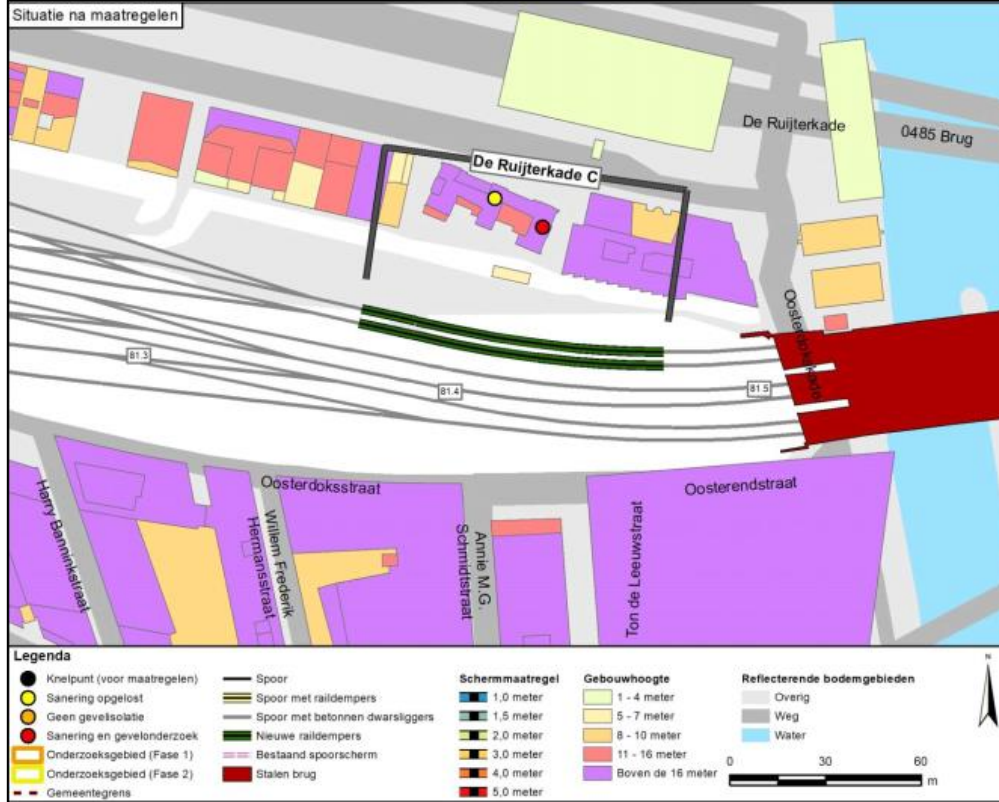 Situatie na maatregelen
De Ruijterkade
0485 Brug
De Ruijterkade C
Oosterdokskade
81.3
81.4
81.5
Oosterdoksstraat
Oosterendstraat
Harry Banninkstraat
Willem Frederik
Hermansstraat
Annie M.G.
Schmidtstraat
Ton de Leeuwstraat
Legenda
Knelpunt (voor maatregelen)
Sanering opgelost
Geen gevelisolatie
Sanering en gevelonderzoek
Onderzoeksgebied (Fase 1)
Onderzoeksgebied (Fase 2)
Gemeentegrens
Spoor
Spoor met raildempers
Spoor met betonnen dwarsliggers
Nieuwe raildempers
Bestaand spoorscherm
Stalen brug
Schermmaatregel
1,0 meter
1,5 meter
2,0 meter
3,0 meter
4,0 meter
5,0 meter
Gebouwhoogte
1 - 4 meter
5 - 7 meter
8 - 10 meter
11 - 16 meter
Boven de 16 meter
Reflecterende bodemgebieden
Overig
Weg
Water
N
0 30 60
m